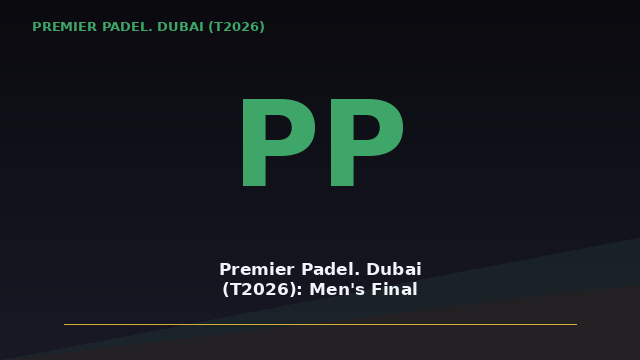 PREMIER PADEL. DUBAI (T2026)
PP
Premier Padel. Dubai
(T2026): Men's Final